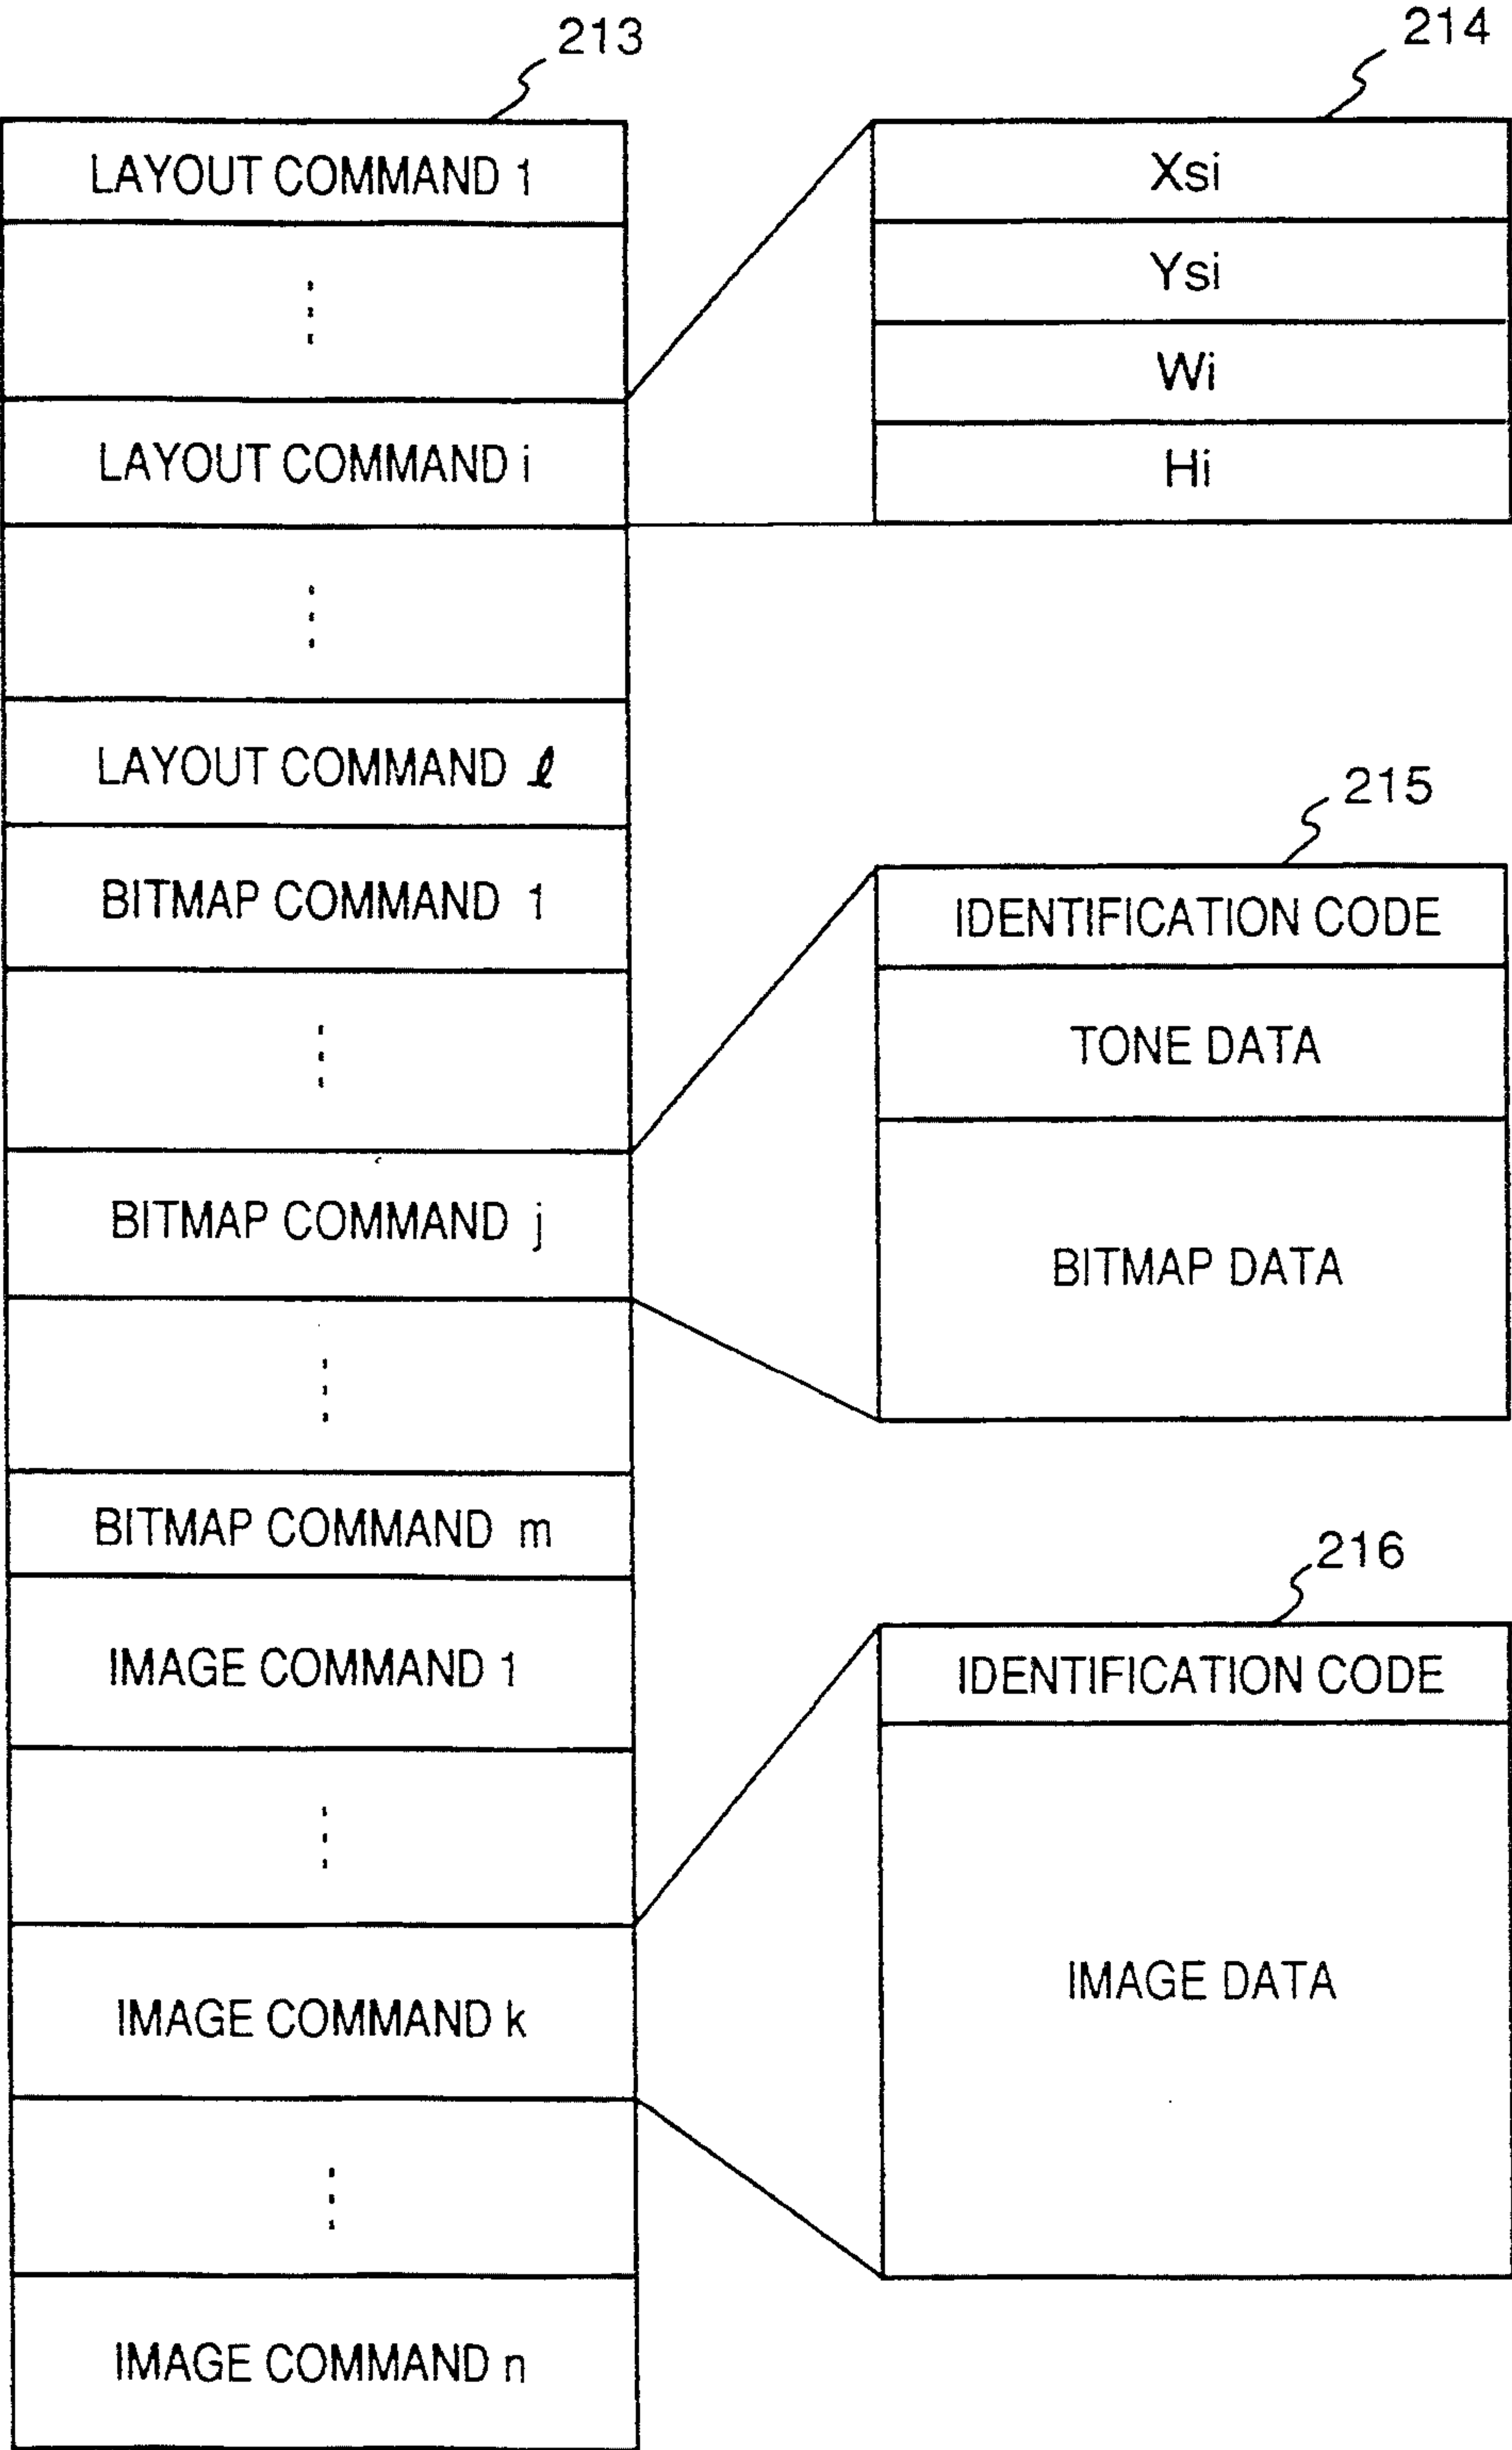 213
LAYOUT COMMAND 1
LAYOUT COMMAND i
LAYOUT COMMAND ℓ
BITMAP COMMAND 1
BITMAP COMMAND j
BITMAP COMMAND m
IMAGE COMMAND 1
IMAGE COMMAND k
IMAGE COMMAND n
214
Xsi
Ysi
Wi
Hi
215
IDENTIFICATION CODE
TONE DATA
BITMAP DATA
216
IDENTIFICATION CODE
IMAGE DATA